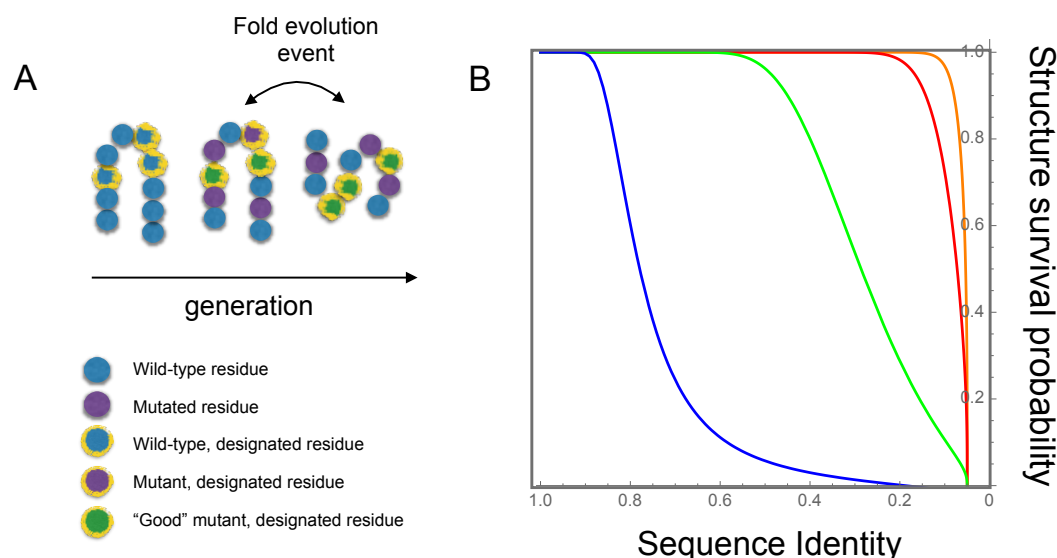 Fold evolution
event
A
generation
Wild-type residue
Mutated residue
Wild-type, designated residue
Mutant, designated residue
“Good” mutant, designated residue
B
1.0
0.8
0.6
0.4
0.2
1.0
0.8
0.6
0.4
0.2
0
Sequence Identity
Structure survival probability